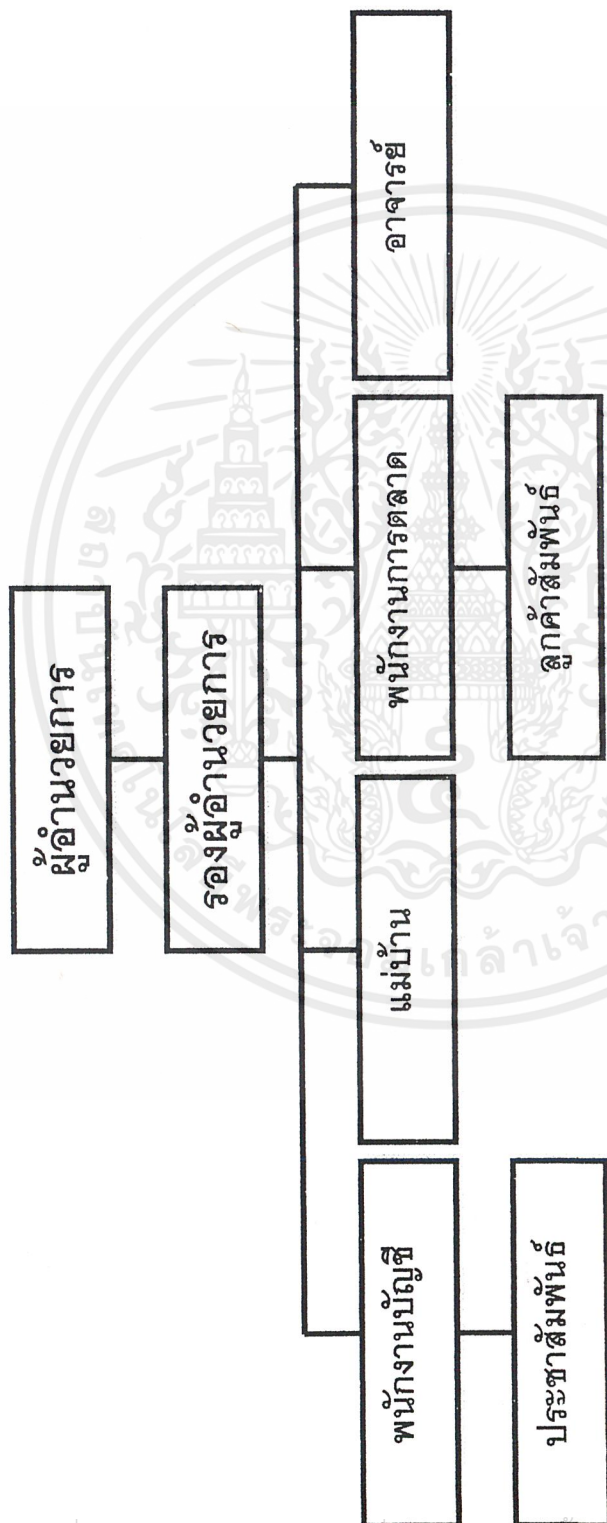 ผู้อำนวยการ
รองผู้อำนวยการ
พนักงานบัญชี
แม่บ้าน
พนักงานการตลาด
อาจารย์
ประชาสัมพันธ์
ลูกค้าสัมพันธ์